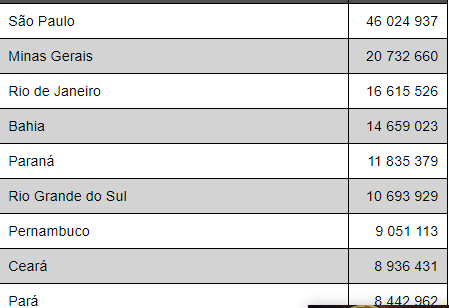 São Paulo 46 024 937
Minas Gerais 20 732 660
Rio de Janeiro 16 615 526
Bahia 14 659 023
Paraná 11 835 379
Rio Grande do Sul 10 693 929
Pernambuco 9 051 113
Ceará 8 936 431
Pará 8 442 962